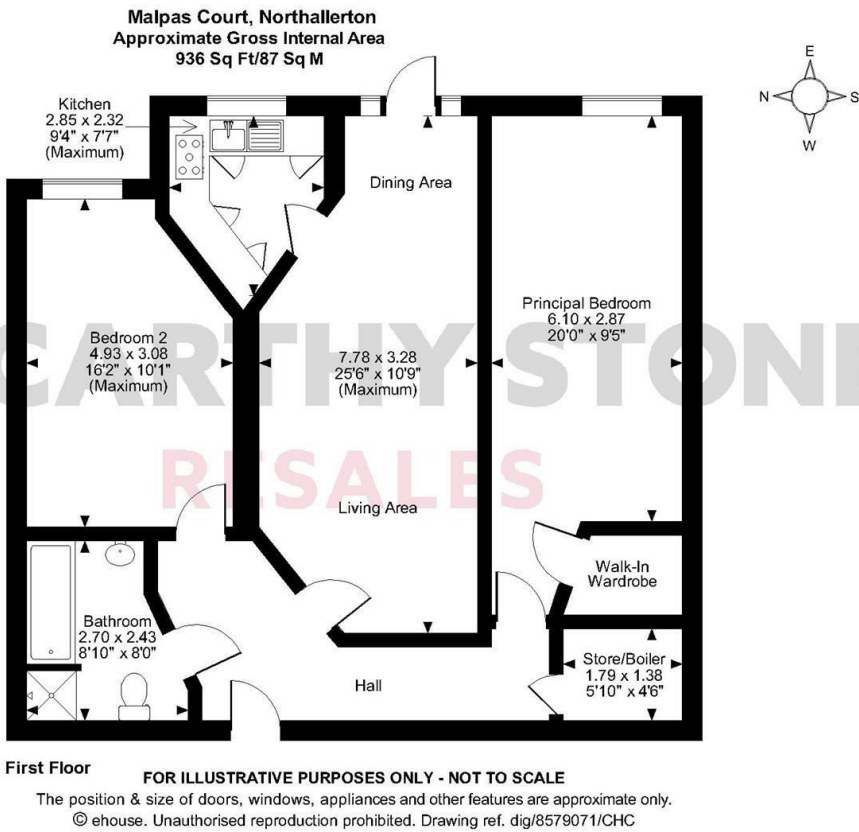 Malpas Court, Northallerton
Approximate Gross Internal Area
936 Sq Ft/87 Sq M
E
N
S
W
Kitchen
2.85 x 2.32
9'4" x 7'7"
(Maximum)
Dining Area
Principal Bedroom
6.10 x 2.87
20'0" x 9'5"
Bedroom 2
4.93 x 3.08
16'2" x 10'1"
(Maximum)
7.78 x 3.28
25'6" x 10'9"
(Maximum)
CARTHY STONE
RESALES
Living Area
Walk-In
Wardrobe
Bathroom
2.70 x 2.43
8'10" x 8'0"
Store/Boiler
1.79 x 1.38
5'10" x 4'6"
Hall
First Floor
FOR ILLUSTRATIVE PURPOSES ONLY - NOT TO SCALE
The position & size of doors, windows, appliances and other features are approximate only.
© ehouse. Unauthorised reproduction prohibited. Drawing ref. dig/8579071/CHC